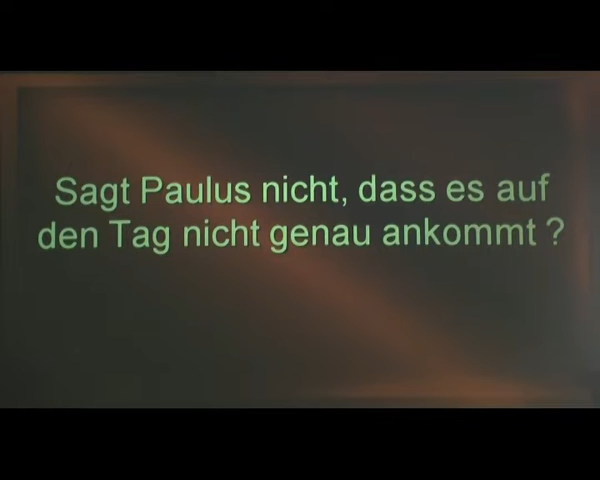 Sagt Paulus nicht, dass es auf
den Tag nicht genau ankommt ?